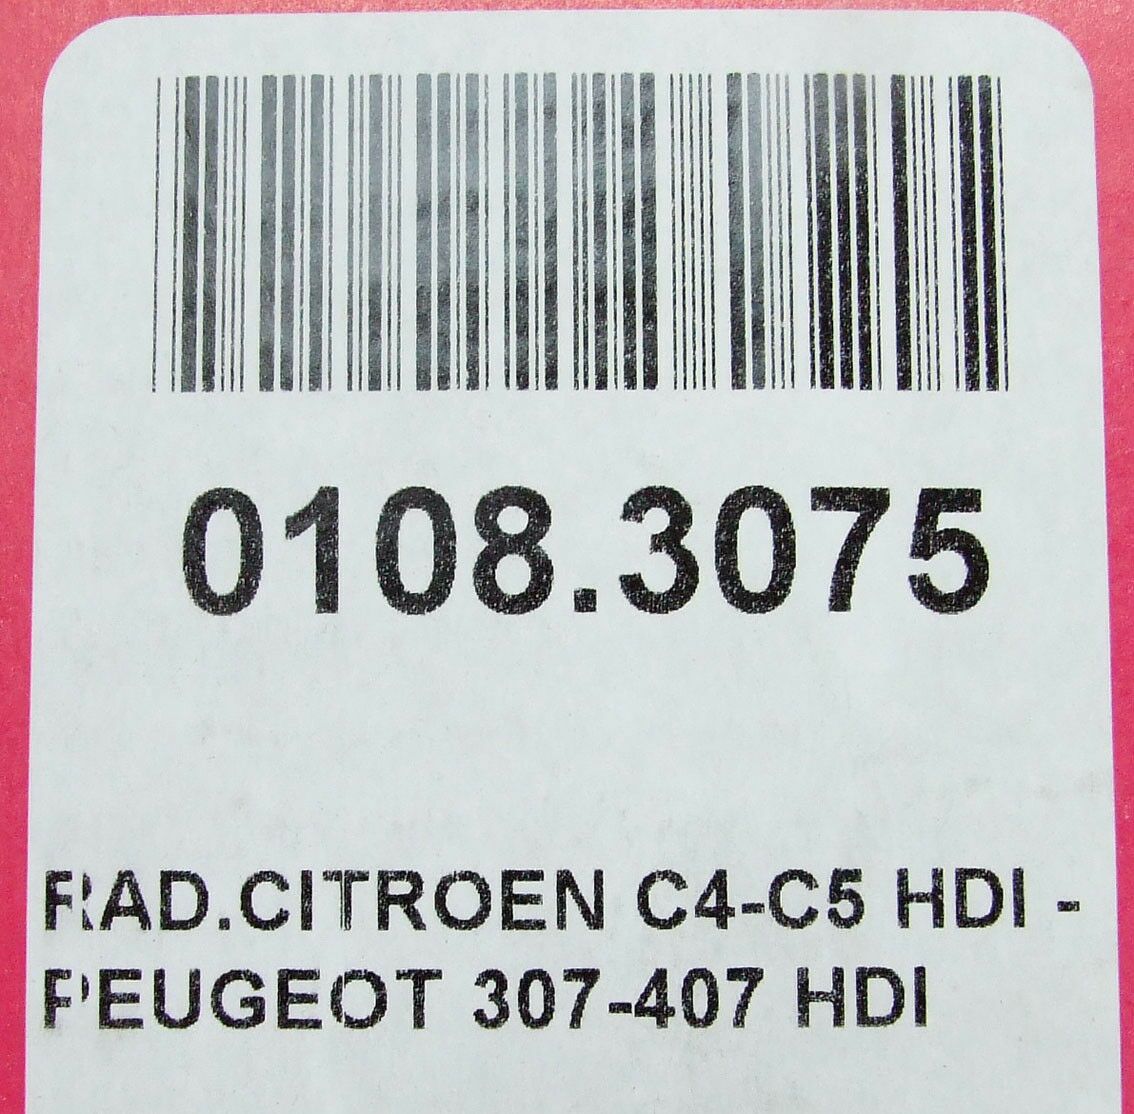 0108.3075
RAD.CITROEN C4-C5 HDI -
PEUGEOT 307-407 HDI